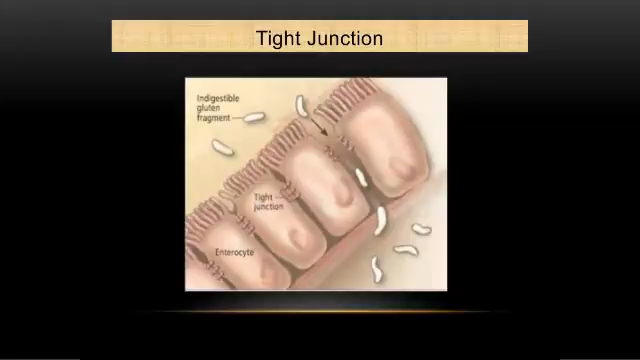 Tight Junction
Indigestible
gluten
fragment
Tight
junction
Enterocyte